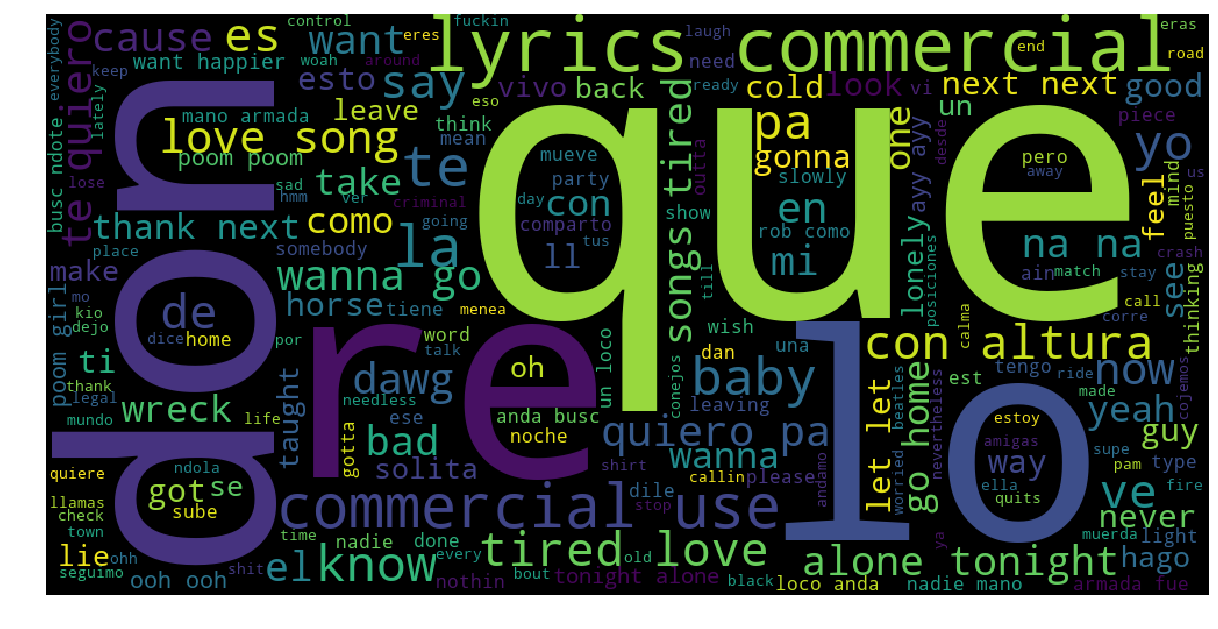 que
don
lo
re
lyrics commercial
commercial use
tired love
alone tonight
con altura
love song
songs tired
te quiero
quiero pa
wanna go
thank next
next next
let let
go home
na na
ayy ayy
know
baby
say
es
cause
want
want happier
esto
leave
take
te
la
como
de
pa
en
mi
con
ll
yo
one
un
good
look
vi
cold
gonna
vivo
back
need
laugh
fuckin
control
eres
woah
around
keep
lately
busc ndote
everybody
mano armada
poom poom
poom girl
think
mean
eso
sad
hmm
ver
criminal
going
day
tus
mueve
party
comparto
show
outta
till
slowly
rob como
ready
lonely
posiciones
desde
pero
away
feel
mind
piece
puesto
us
end
road
eras
crash
ain
match
stay
call
corre
see
thinking
calma
lose
place
make
mo
kio
dejo
dice
home
por
somebody
horse
tiene
menea
word
talk
ti
thank
legal
mundo
wreck
life
taught
dawg
needless
ese
bad
gotta
solita
oh
anda busc
noche
un loco
conejos
wish
dan
una
leaving
wanna
shirt
callin
please
dile
stop
andamo
worried
beatles
nevertheless
est
tengo
ride
made
now
yeah
cojemos
guy
estoy
amigas
way
ella
quits
supe
pam
type
fire
ve
never
muerda
light
hago
ya
armada fue
nadie mano
loco anda
black
tonight alone
old
bout
every
nothin
done
nadie
time
el
shit
ooh ooh
ohh
lie
seguimo
town
check
llamas
quiere
ndola
got
se
sube